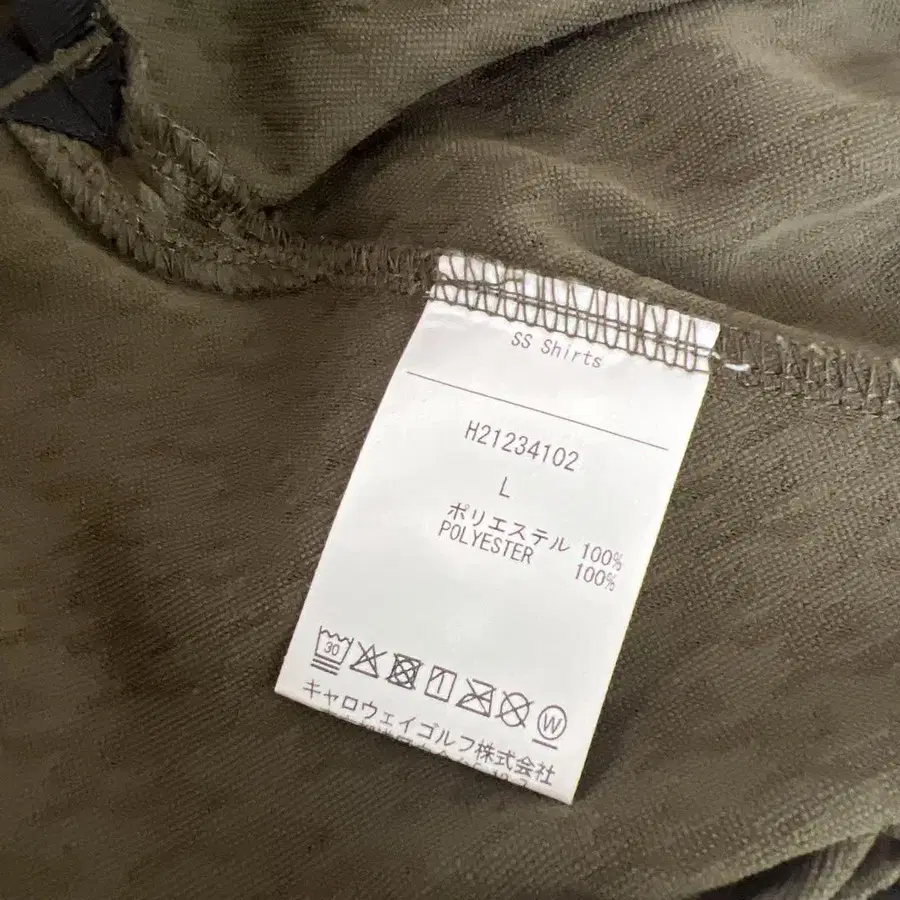 SS Shirts
H21234102
L
ポリエステル 100%
POLYESTER 100%
30
W
キャロウェイゴルフ株式会社